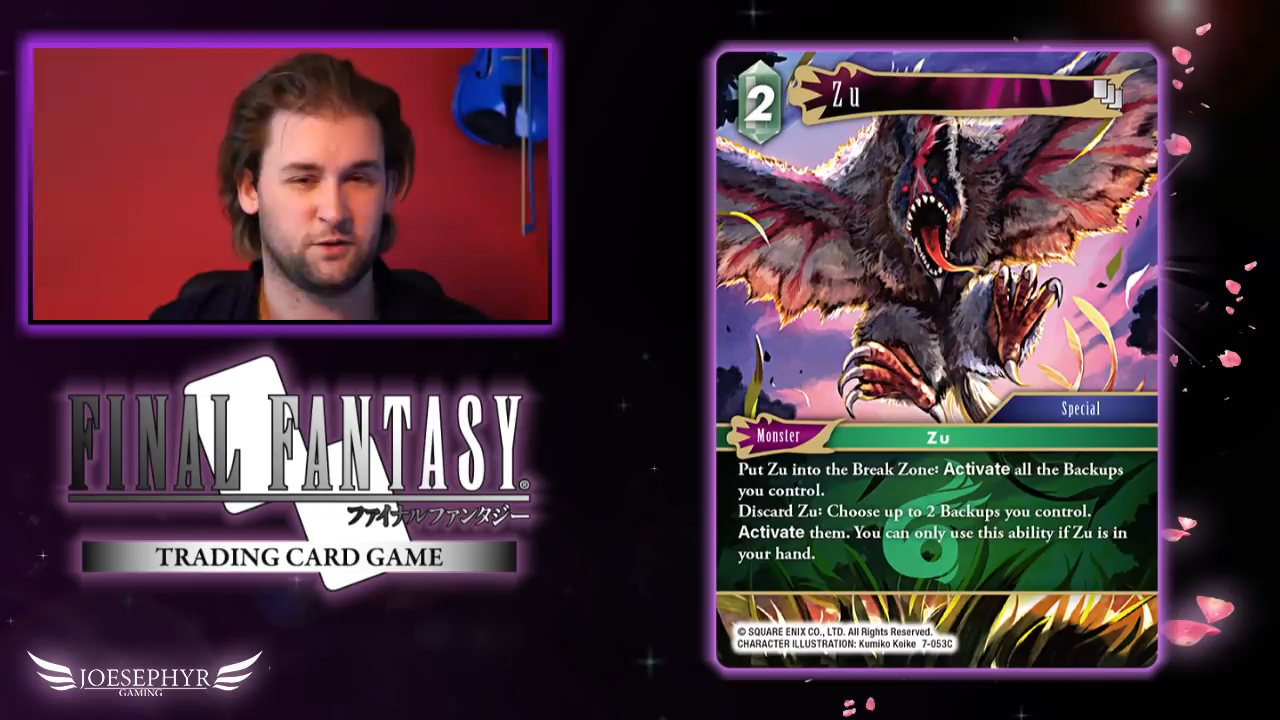 2
Zu
Special
Monster
Zu
Put Zu into the Break Zone: Activate all the Backups
you control.
Discard Zu: Choose up to 2 Backups you control.
Activate them. You can only use this ability if Zu is in
your hand.
© SQUARE ENIX CO., LTD. All Rights Reserved.
CHARACTER ILLUSTRATION: Kumiko Koike 7-053C
FINAL FANTASY®
ファイナルファンタジー
TRADING CARD GAME
JOESEPHYR
GAMING